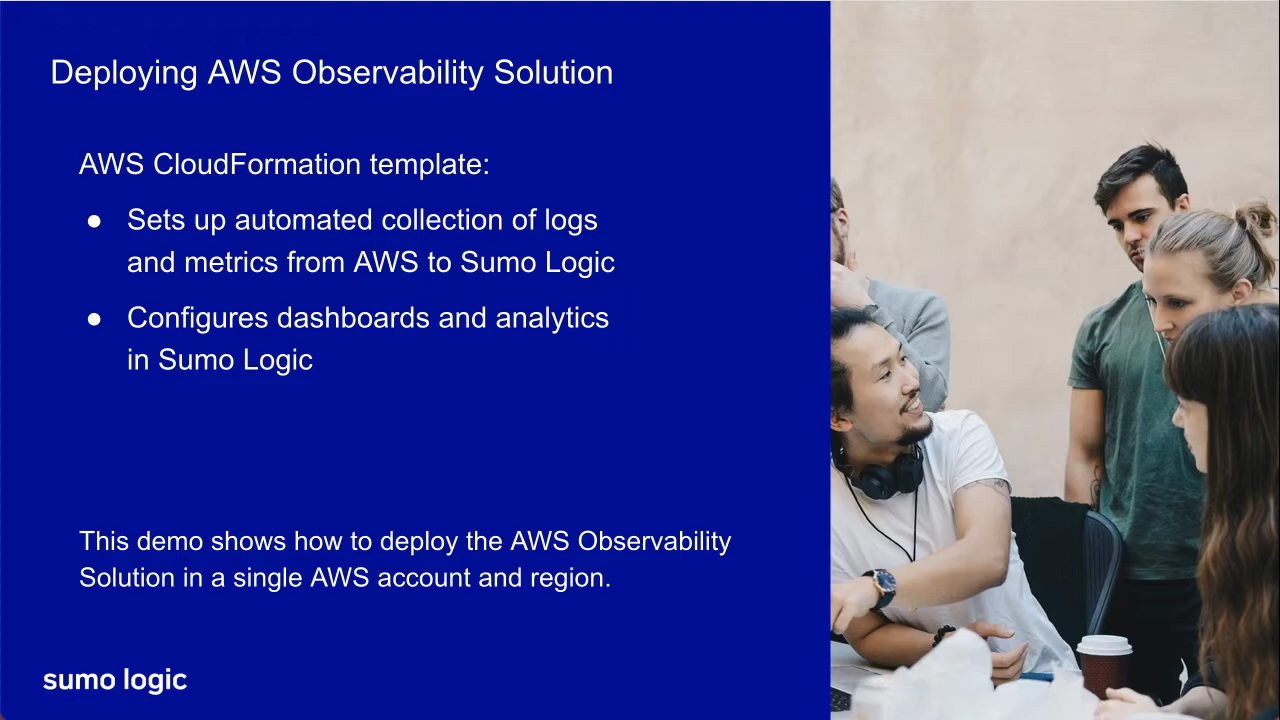 Deploying AWS Observability Solution
AWS CloudFormation template:
● Sets up automated collection of logs
and metrics from AWS to Sumo Logic
● Configures dashboards and analytics
in Sumo Logic
This demo shows how to deploy the AWS Observability
Solution in a single AWS account and region.
sumo logic